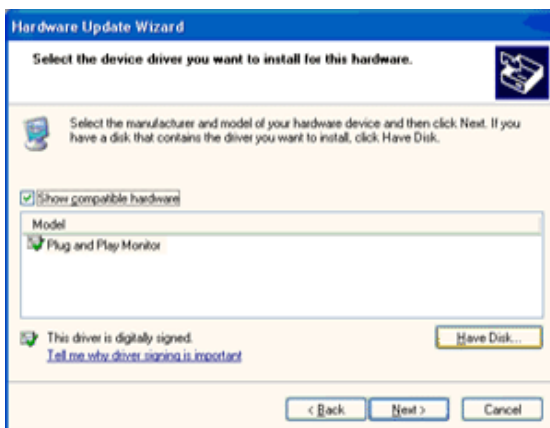 Hardware Update Wizard
Select the device driver you want to install for this hardware.
Select the manufacturer and model of your hardware device and then click Next. If you
have a disk that contains the driver you want to install, click Have Disk.
Show compatible hardware
Model
Plug and Play Monitor
This driver is digitally signed.
Have Disk...
Tell me why driver signing is important
< Back
Next >
Cancel